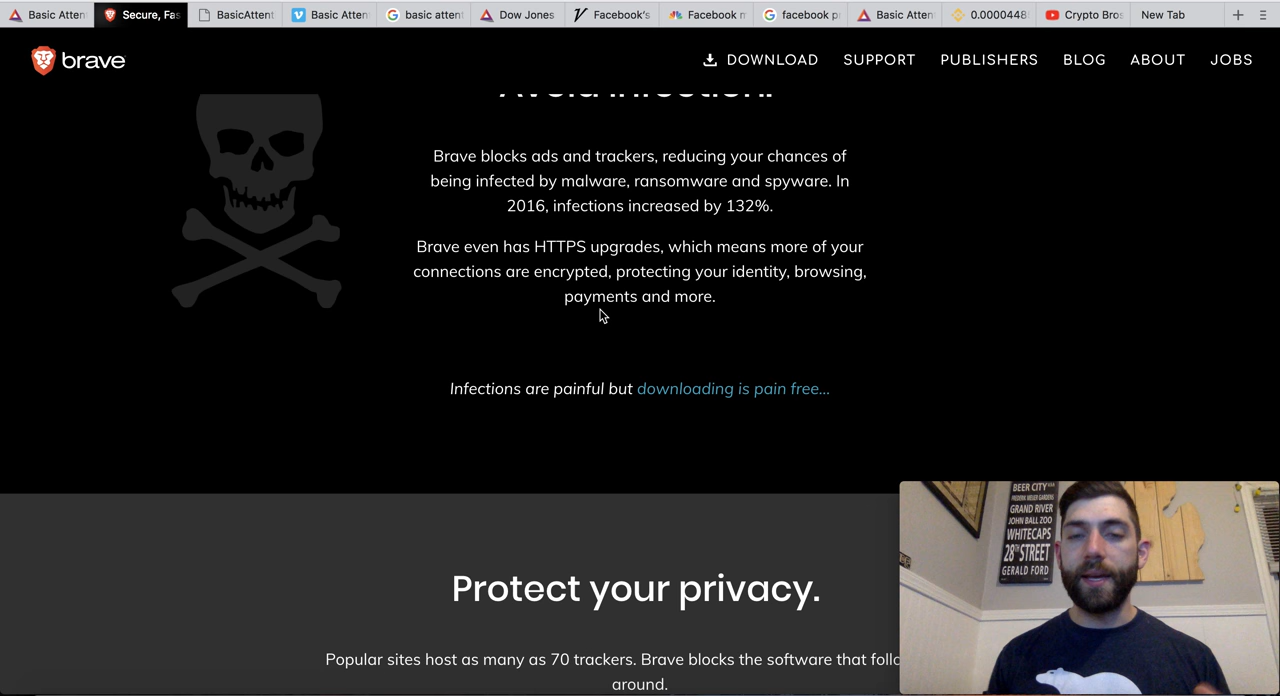 Basic Atten
Secure, Fas
BasicAttent
Basic Atten
basic attent
Dow Jones
Facebook's
Facebook m
facebook p
Basic Atten
0.0000448
Crypto Bros
New Tab
brave
DOWNLOAD
SUPPORT
PUBLISHERS
BLOG
ABOUT
JOBS
Avoid infection.
Brave blocks ads and trackers, reducing your chances of
being infected by malware, ransomware and spyware. In
2016, infections increased by 132%.
Brave even has HTTPS upgrades, which means more of your
connections are encrypted, protecting your identity, browsing,
payments and more.
Infections are painful but downloading is pain free...
Protect your privacy.
Popular sites host as many as 70 trackers. Brave blocks the software that follo
around.
BEER CITY
GRAND RIVER
JOHN BALL ZOO
WHITECAPS
28TH STREET
GERALD FORD